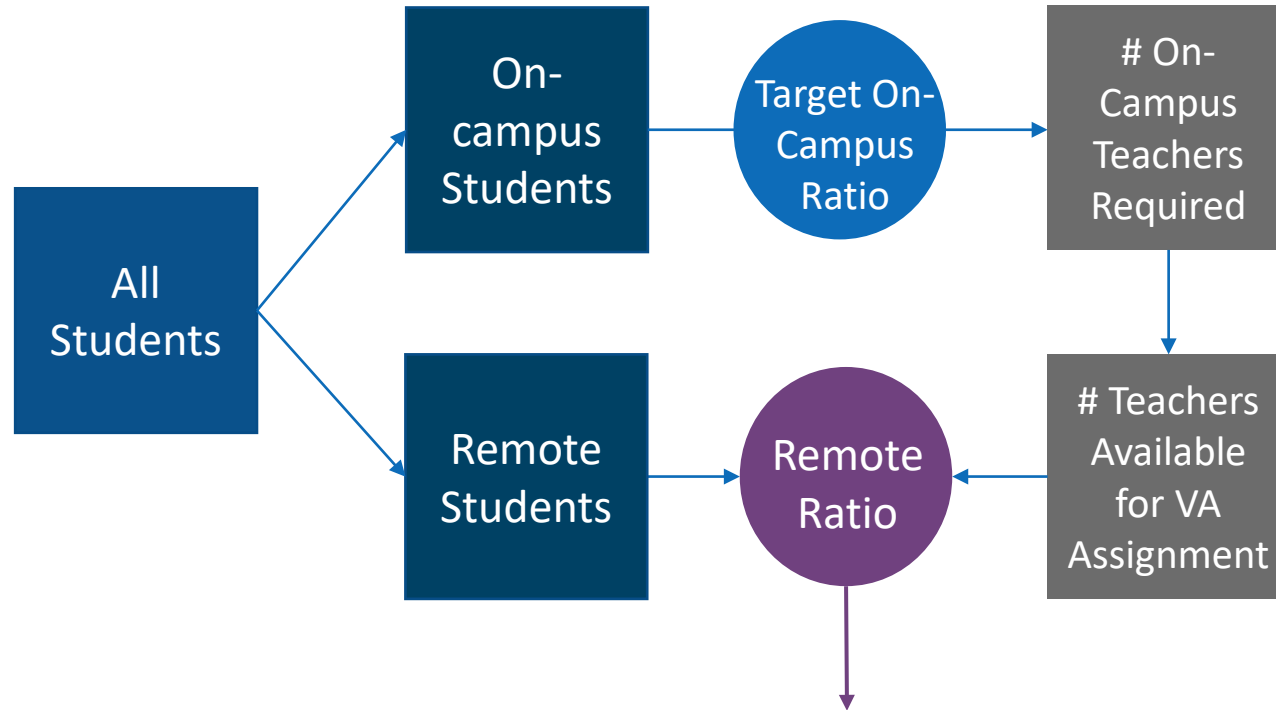 On-
campus
Students
Target On-
Campus
Ratio
# On-
Campus
Teachers
Required
All
Students
Remote
Students
Remote
Ratio
# Teachers
Available
for VA
Assignment